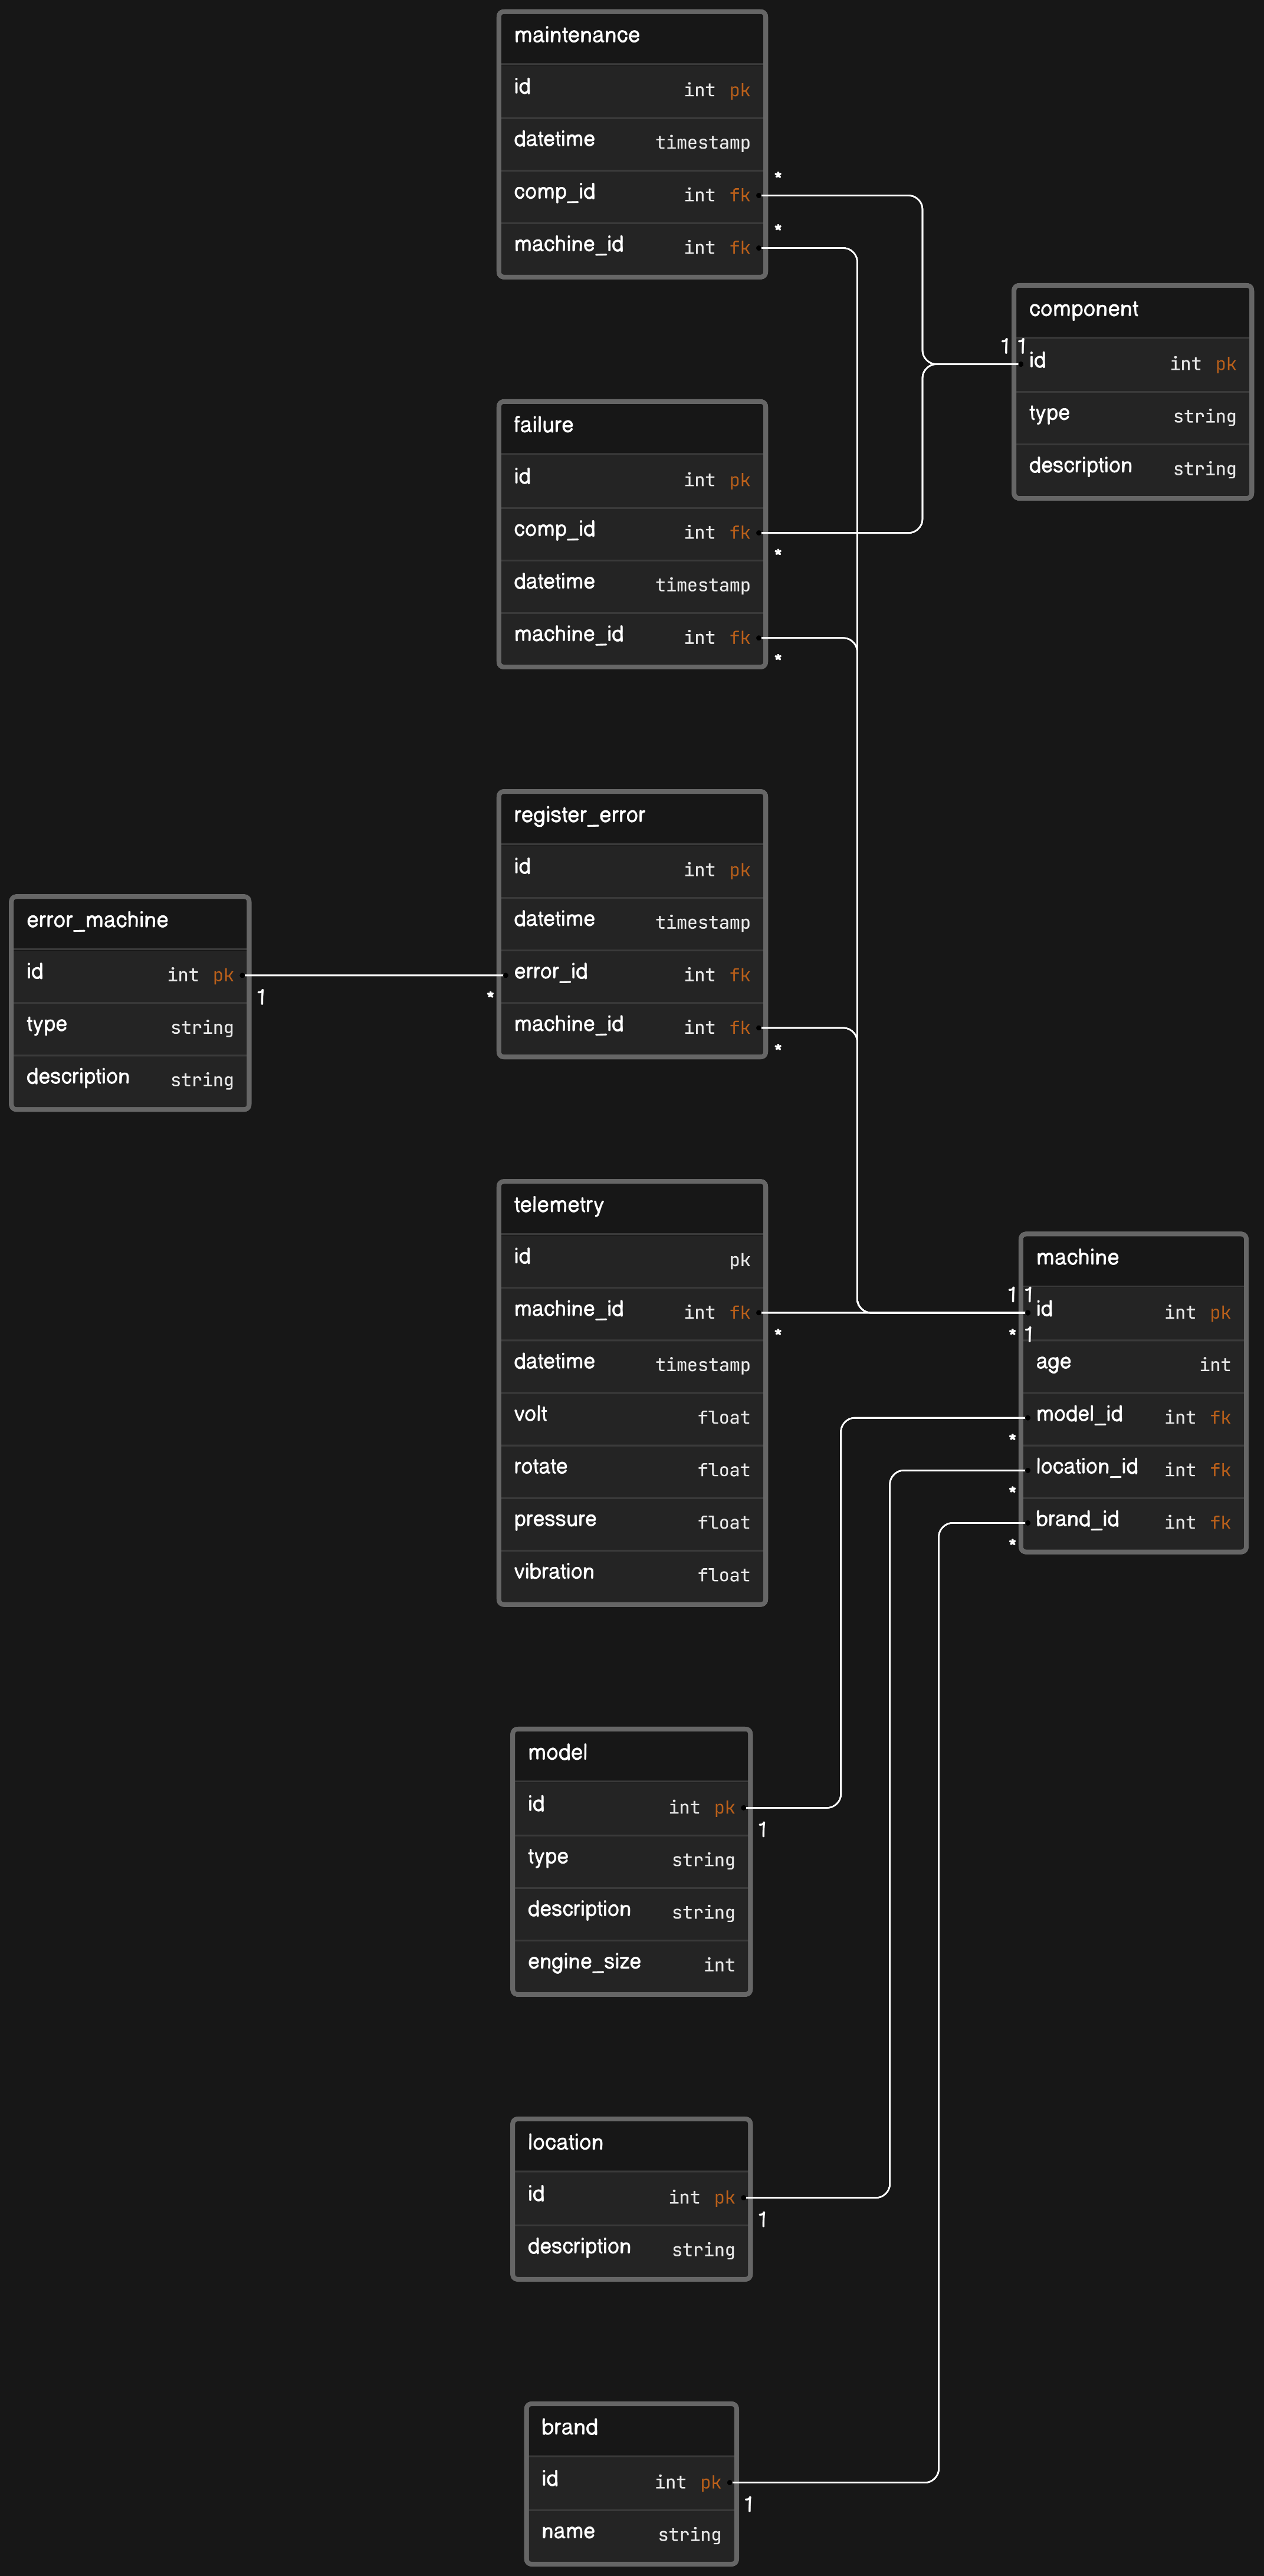 maintenance
id int pk
datetime timestamp
*
comp_id int fk
*
machine_id int fk
component
1 1
id int pk
type string
description string
failure
id int pk
comp_id int fk
*
datetime timestamp
machine_id int fk
*
register_error
id int pk
datetime timestamp
error_id int fk
*
machine_id int fk
*
error_machine
id int pk
1
type string
description string
telemetry
id pk
machine_id int fk
*
datetime timestamp
volt float
rotate float
pressure float
vibration float
machine
1 1
id int pk
* 1
age int
model_id int fk
*
location_id int fk
*
brand_id int fk
*
model
id int pk
1
type string
description string
engine_size int
location
id int pk
1
description string
brand
id int pk
1
name string